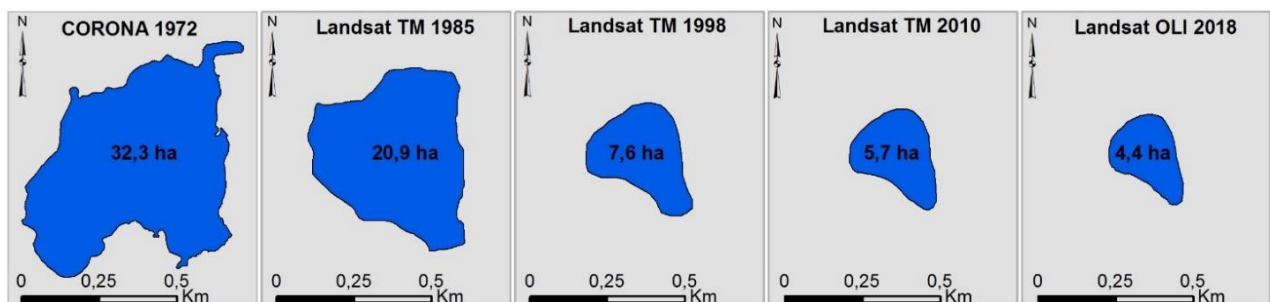 N
CORONA 1972
32,3 ha
0 0,25 0,5
Km
N
Landsat TM 1985
20,9 ha
0 0,25 0,5
Km
N
Landsat TM 1998
7,6 ha
0 0,25 0,5
Km
N
Landsat TM 2010
5,7 ha
0 0,25 0,5
Km
N
Landsat OLI 2018
4,4 ha
0 0,25 0,5
Km